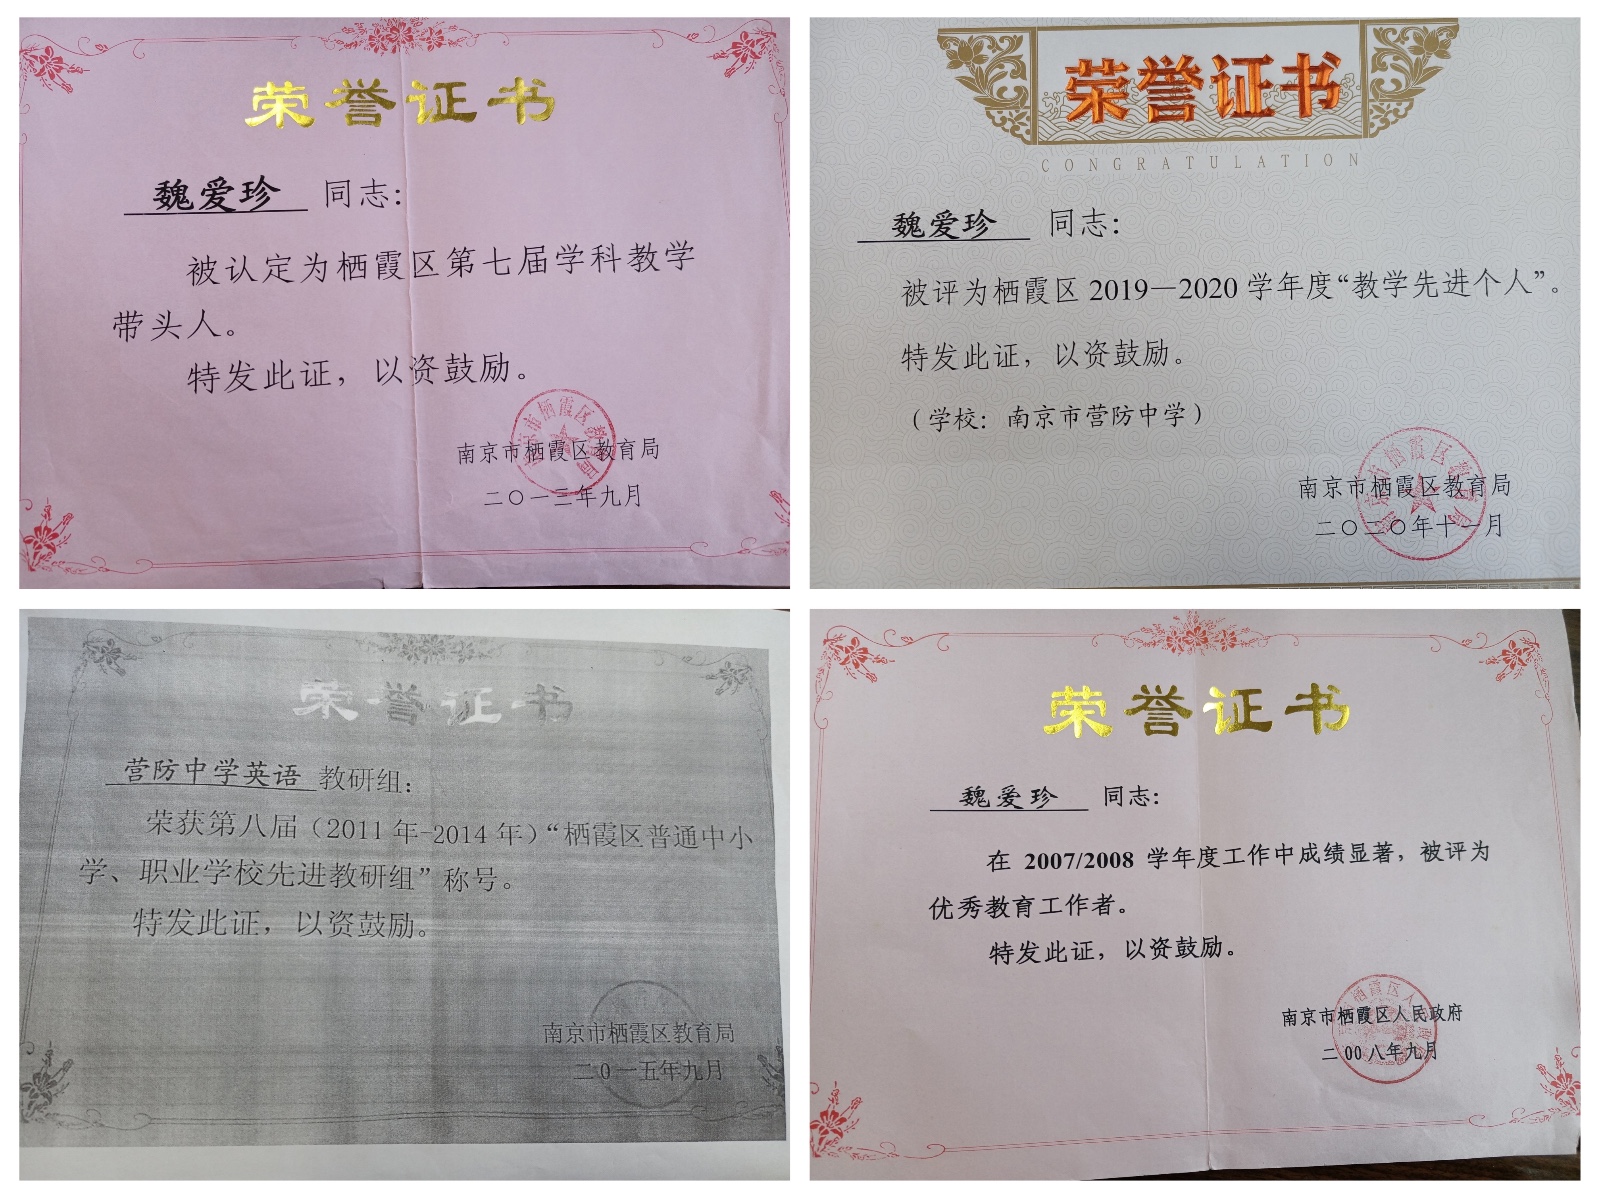 荣誉证书
魏爱珍 同志：
被认定为栖霞区第七届学科教学
带头人。
特发此证，以资鼓励。
南京市栖霞区教育局
二〇一三年九月
荣誉证书
CONGRATULATION
魏爱珍 同志：
被评为栖霞区2019—2020学年度“教学先进个人”。
特发此证，以资鼓励。
（学校：南京市营防中学）
南京市栖霞区教育局
二〇二〇年十一月
荣誉证书
营防中学英语 教研组：
荣获第八届（2011年-2014年）“栖霞区普通中小
学、职业学校先进教研组”称号。
特发此证，以资鼓励。
南京市栖霞区教育局
二0一五年九月
荣誉证书
魏爱珍 同志：
在 2007/2008 学年度工作中成绩显著，被评为
优秀教育工作者。
特发此证，以资鼓励。
南京市栖霞区人民政府
二00八年九月